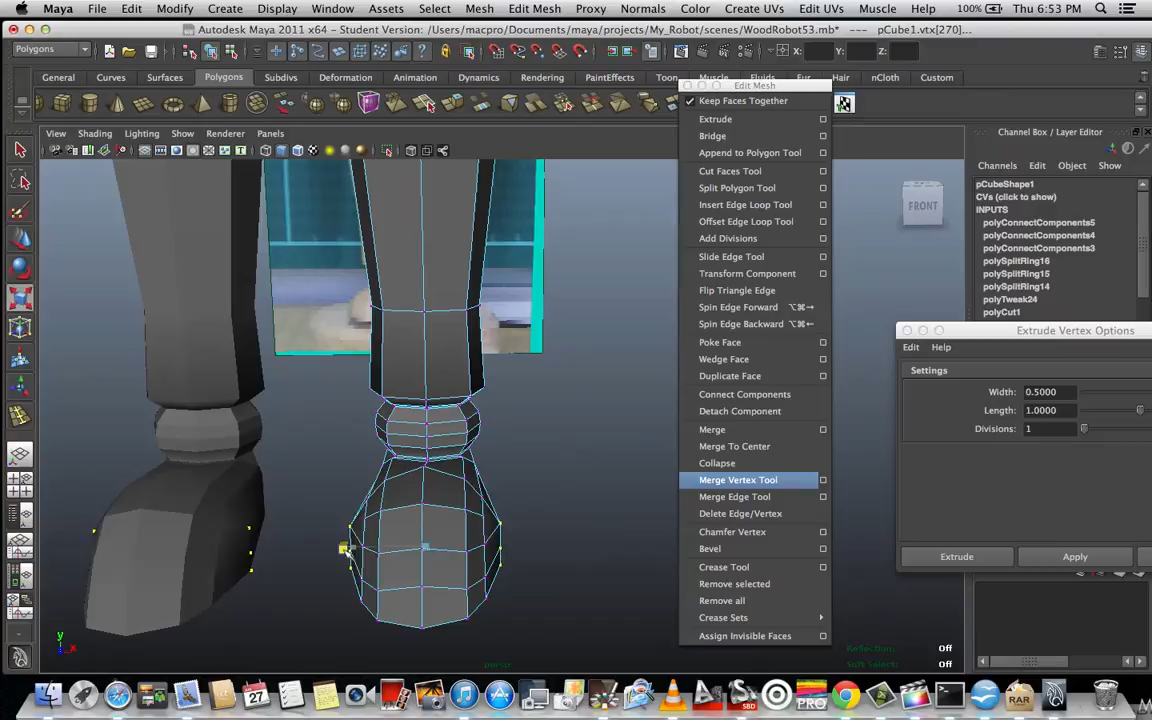 Maya File Edit Modify Create Display Window Assets Select Mesh Edit Mesh Proxy Normals Color Create UVs Edit UVs Muscle Help 100% Thu 6:53 PM
Autodesk Maya 2011 x64 - Student Version: /Users/macpro/Documents/maya/projects/My_Robot/scenes/WoodRobot53.mb* --- pCube1.vtx[270]...
Polygons X: Y: Z:
General Curves Surfaces Polygons Subdivs Deformation Animation Dynamics Rendering PaintEffects Toon Muscle Fluids Fur Hair nCloth Custom
Edit Mesh
Keep Faces Together
Extrude
Bridge
Append to Polygon Tool
Cut Faces Tool
Split Polygon Tool
Insert Edge Loop Tool
Offset Edge Loop Tool
Add Divisions
Slide Edge Tool
Transform Component
Flip Triangle Edge
Spin Edge Forward ⌥⌘→
Spin Edge Backward ⌥⌘←
Poke Face
Wedge Face
Duplicate Face
Connect Components
Detach Component
Merge
Merge To Center
Collapse
Merge Vertex Tool
Merge Edge Tool
Delete Edge/Vertex
Chamfer Vertex
Bevel
Crease Tool
Remove selected
Remove all
Crease Sets
Assign Invisible Faces
View Shading Lighting Show Renderer Panels
FRONT
Channel Box / Layer Editor
Channels Edit Object Show
pCubeShape1
CVs (click to show)
INPUTS
polyConnectComponents5
polyConnectComponents4
polyConnectComponents3
polySplitRing16
polySplitRing15
polySplitRing14
polyTweak24
polyCut1
Extrude Vertex Options
Edit Help
Settings
Width: 0.5000
Length: 1.0000
Divisions: 1
Extrude Apply
y
x
persp
Reflection: Off
Soft Select: Off
27
PRO
SBD
RAR